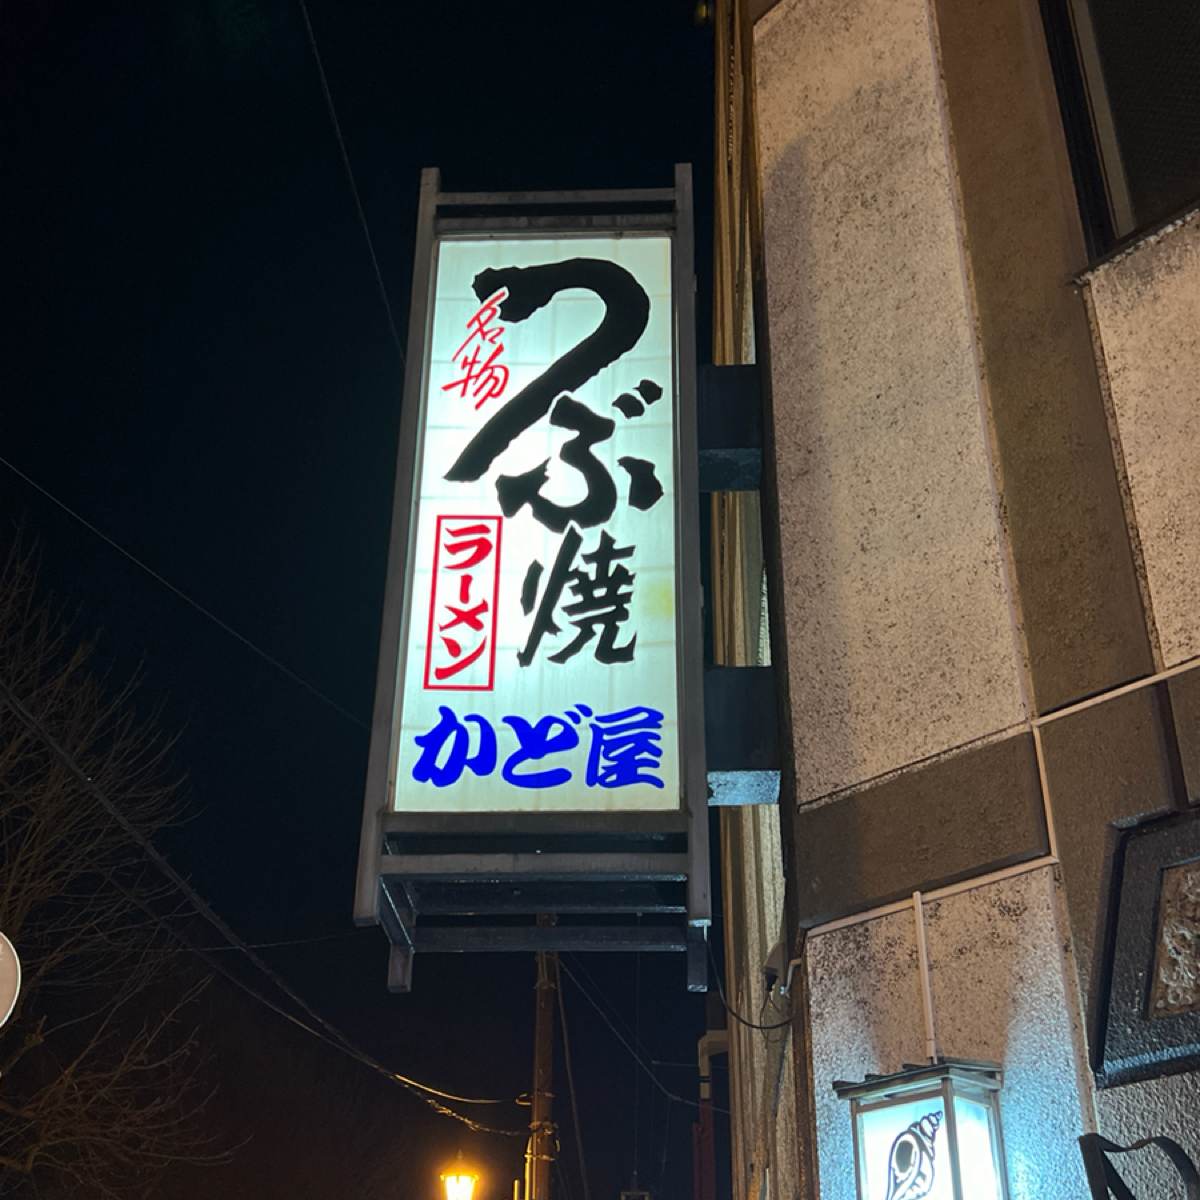 名物
つぶ焼
ラーメン
かど屋